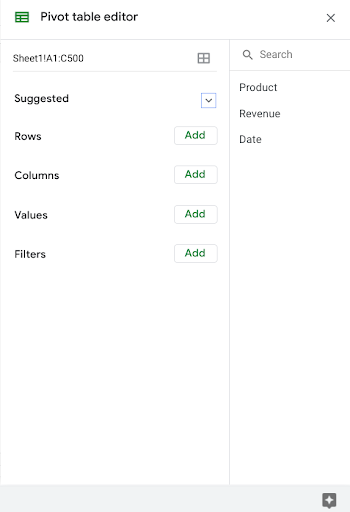 Pivot table editor
Sheet1!A1:C500
Search
Suggested
Product
Revenue
Date
Rows Add
Columns Add
Values Add
Filters Add